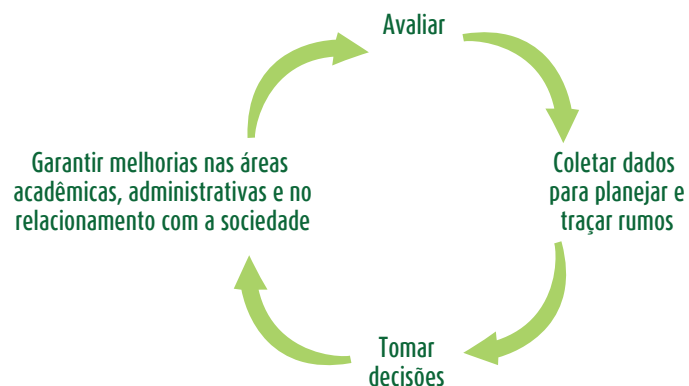 Avaliar
Coletar dados
para planejar e
traçar rumos
Tomar
decisões
Garantir melhorias nas áreas
acadêmicas, administrativas e no
relacionamento com a sociedade